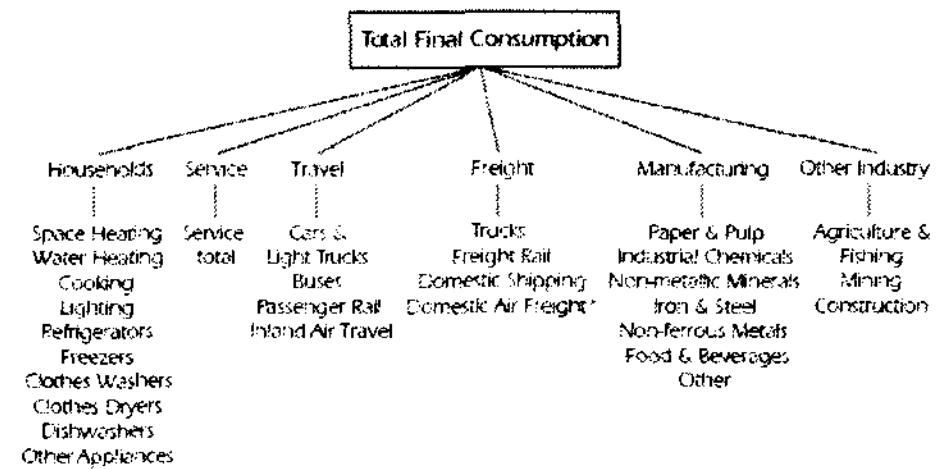 Total Final Consumption
Households
Service
Travel
Freight
Manufacturing
Other Industry
Space Heating
Water Heating
Cooking
Lighting
Refrigerators
Freezers
Clothes Washers
Clothes Dryers
Dishwashers
Other Appliances
Service
total
Cars &
Light Trucks
Buses
Passenger Rail
Inland Air Travel
Trucks
Freight Rail
Domestic Shipping
Domestic Air Freight*
Paper & Pulp
Industrial Chemicals
Non-metallic Minerals
Iron & Steel
Non-ferrous Metals
Food & Beverages
Other
Agriculture &
Fishing
Mining
Construction